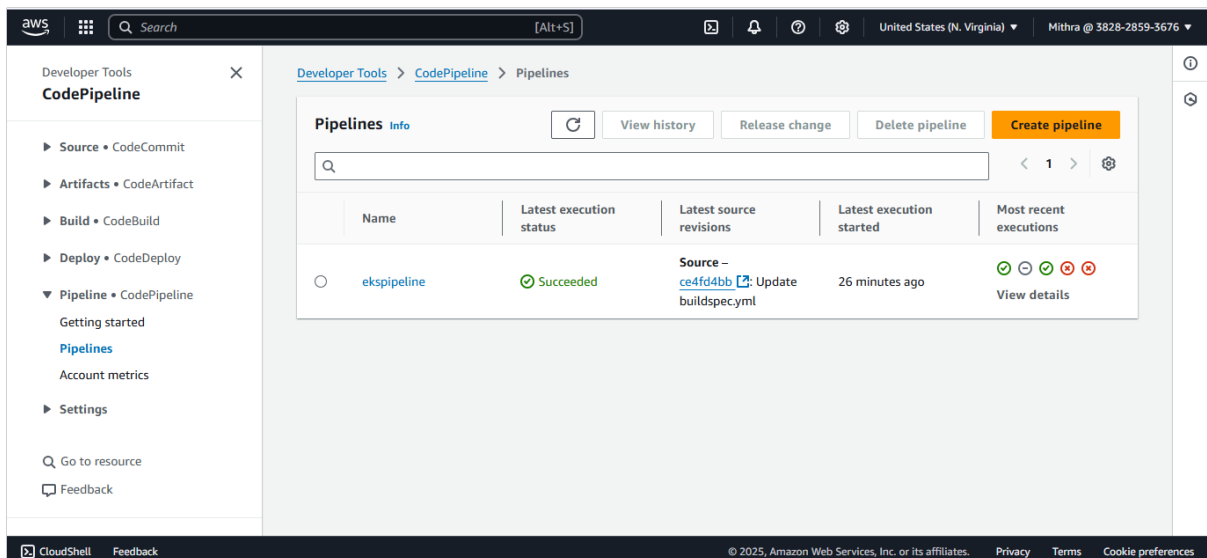 aws
Search
[Alt+S]
United States (N. Virginia) ▼
Mithra @ 3828-2859-3676 ▼
Developer Tools
CodePipeline
Source • CodeCommit
Artifacts • CodeArtifact
Build • CodeBuild
Deploy • CodeDeploy
Pipeline • CodePipeline
Getting started
Pipelines
Account metrics
Settings
Go to resource
Feedback
Developer Tools > CodePipeline > Pipelines
Pipelines Info
View history
Release change
Delete pipeline
Create pipeline
< 1 >
Name
Latest execution
status
Latest source
revisions
Latest execution
started
Most recent
executions
ekspipeline
Succeeded
Source –
ce4fd4bb : Update
buildspec.yml
26 minutes ago
View details
CloudShell
Feedback
© 2025, Amazon Web Services, Inc. or its affiliates.
Privacy
Terms
Cookie preferences